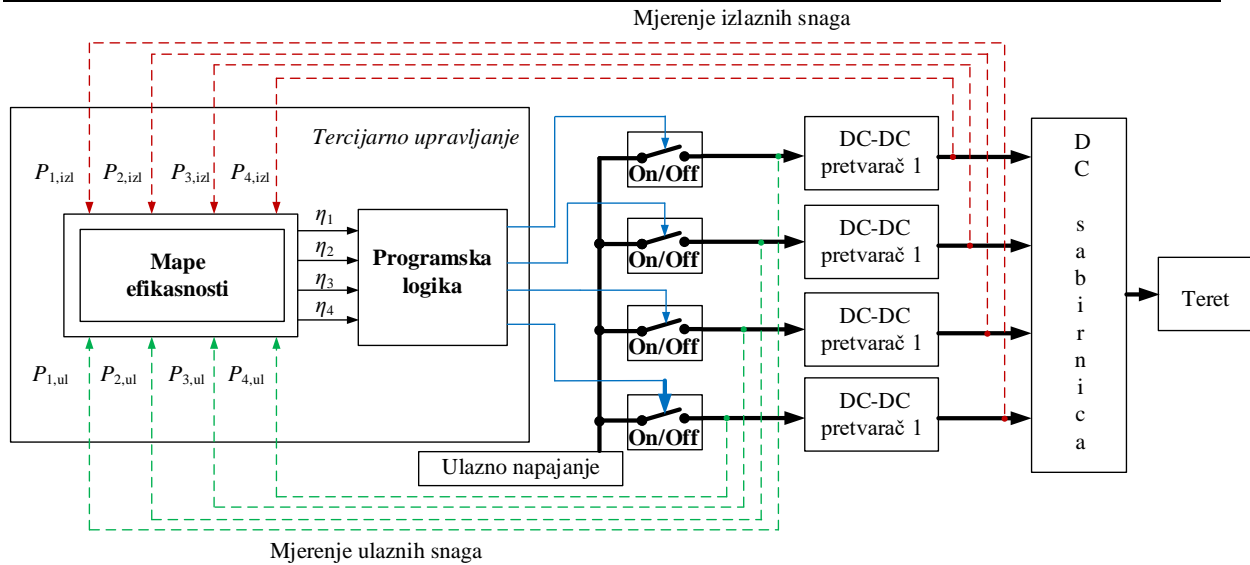 Mjerenje izlaznih snaga
Tercijarno upravljanje
P1,izl
P2,izl
P3,izl
P4,izl
Mape
efikasnosti
η1
η2
η3
η4
Programska
logika
P1,ul
P2,ul
P3,ul
P4,ul
On/Off
On/Off
On/Off
On/Off
Ulazno napajanje
DC-DC
pretvarač 1
DC-DC
pretvarač 1
DC-DC
pretvarač 1
DC-DC
pretvarač 1
DC sabirnica
Teret
Mjerenje ulaznih snaga